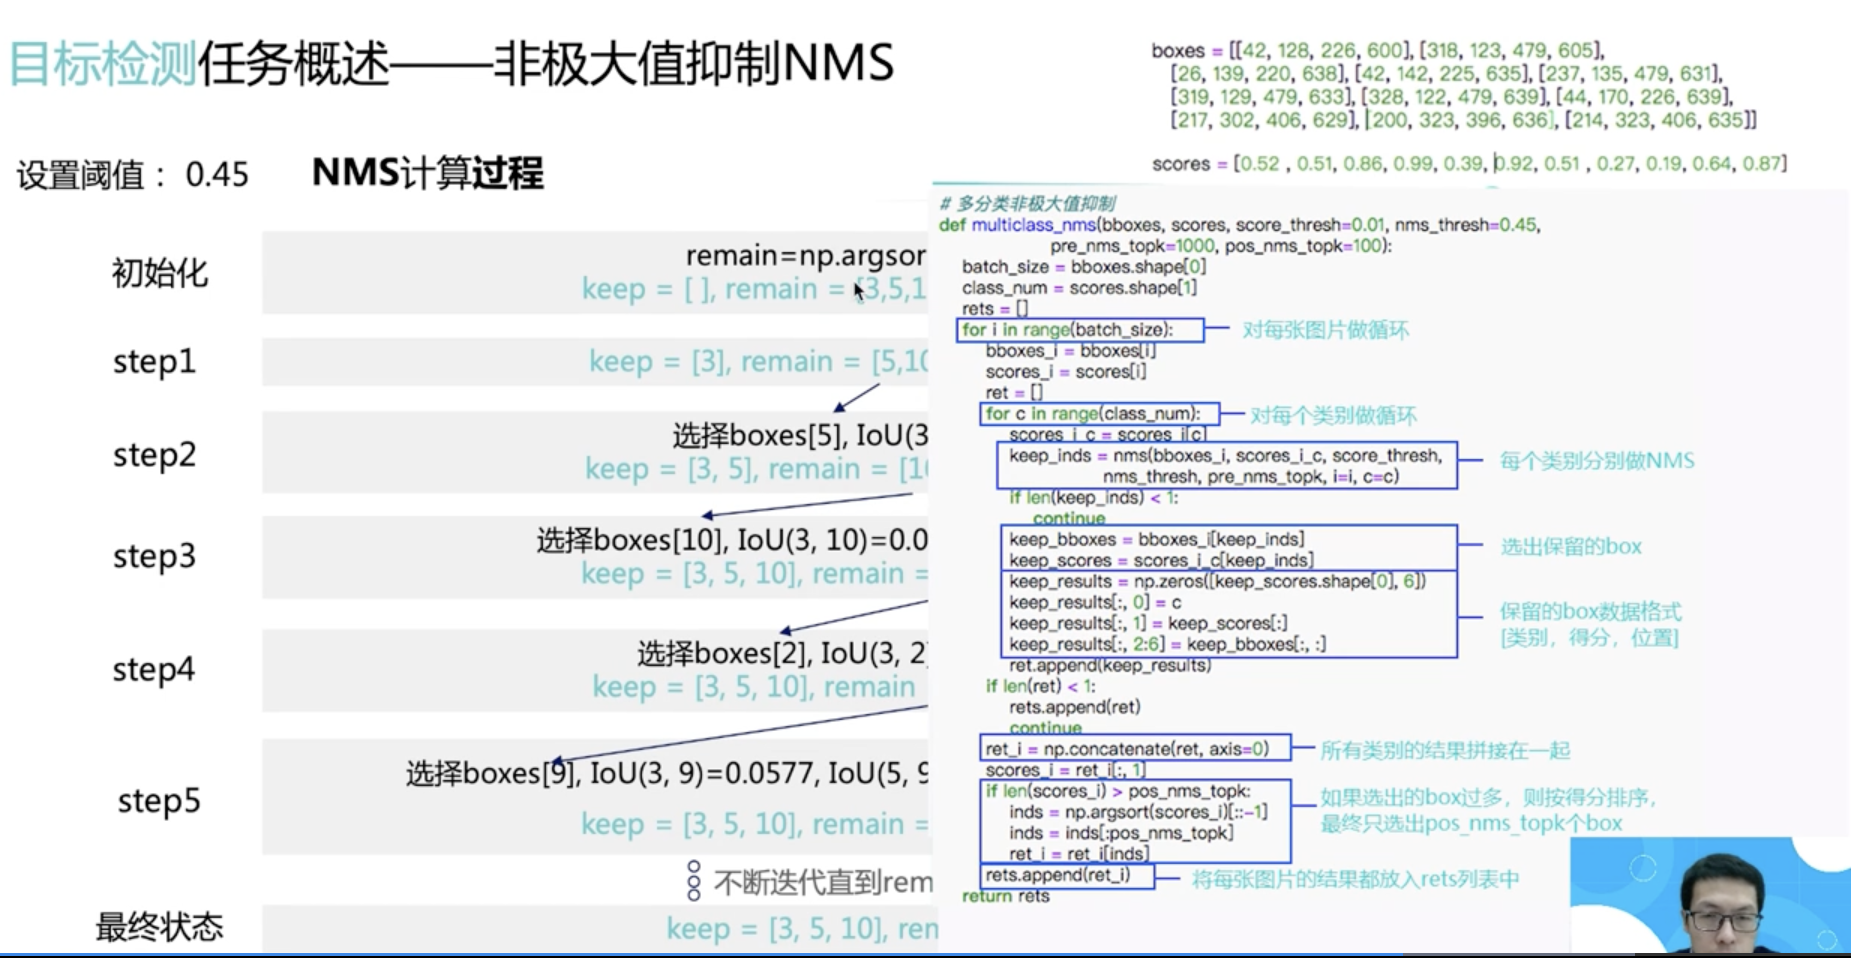 目标检测任务概述——非极大值抑制NMS
boxes = [[42, 128, 226, 600], [318, 123, 479, 605],
[26, 139, 220, 638], [42, 142, 225, 635], [237, 135, 479, 631],
[319, 129, 479, 633], [328, 122, 479, 639], [44, 170, 226, 639],
[217, 302, 406, 629], [200, 323, 396, 636], [214, 323, 406, 635]]
scores = [0.52 , 0.51, 0.86, 0.99, 0.39, 0.92, 0.51 , 0.27, 0.19, 0.64, 0.87]
设置阈值： 0.45
NMS计算过程
初始化
remain=np.argsor
keep = [ ], remain = [3,5,1
step1
keep = [3], remain = [5,10
step2
选择boxes[5], IoU(3
keep = [3, 5], remain = [10
step3
选择boxes[10], IoU(3, 10)=0.0
keep = [3, 5, 10], remain =
step4
选择boxes[2], IoU(3, 2)
keep = [3, 5, 10], remain
step5
选择boxes[9], IoU(3, 9)=0.0577, IoU(5, 9
keep = [3, 5, 10], remain =
不断迭代直到rem
最终状态
keep = [3, 5, 10], ren
# 多分类非极大值抑制
def multiclass_nms(bboxes, scores, score_thresh=0.01, nms_thresh=0.45,
pre_nms_topk=1000, pos_nms_topk=100):
batch_size = bboxes.shape[0]
class_num = scores.shape[1]
rets = []
for i in range(batch_size):
对每张图片做循环
bboxes_i = bboxes[i]
scores_i = scores[i]
ret = []
for c in range(class_num):
对每个类别做循环
scores_i_c = scores_i[c]
keep_inds = nms(bboxes_i, scores_i_c, score_thresh,
nms_thresh, pre_nms_topk, i=i, c=c)
每个类别分别做NMS
if len(keep_inds) < 1:
continue
keep_bboxes = bboxes_i[keep_inds]
keep_scores = scores_i_c[keep_inds]
选出保留的box
keep_results = np.zeros([keep_scores.shape[0], 6])
keep_results[:, 0] = c
keep_results[:, 1] = keep_scores[:]
keep_results[:, 2:6] = keep_bboxes[:, :]
保留的box数据格式
[类别，得分，位置]
ret.append(keep_results)
if len(ret) < 1:
rets.append(ret)
continue
ret_i = np.concatenate(ret, axis=0)
所有类别的结果拼接在一起
scores_i = ret_i[:, 1]
if len(scores_i) > pos_nms_topk:
inds = np.argsort(scores_i)[::-1]
inds = inds[:pos_nms_topk]
ret_i = ret_i[inds]
如果选出的box过多，则按得分排序，
最终只选出pos_nms_topk个box
rets.append(ret_i)
将每张图片的结果都放入rets列表中
return rets